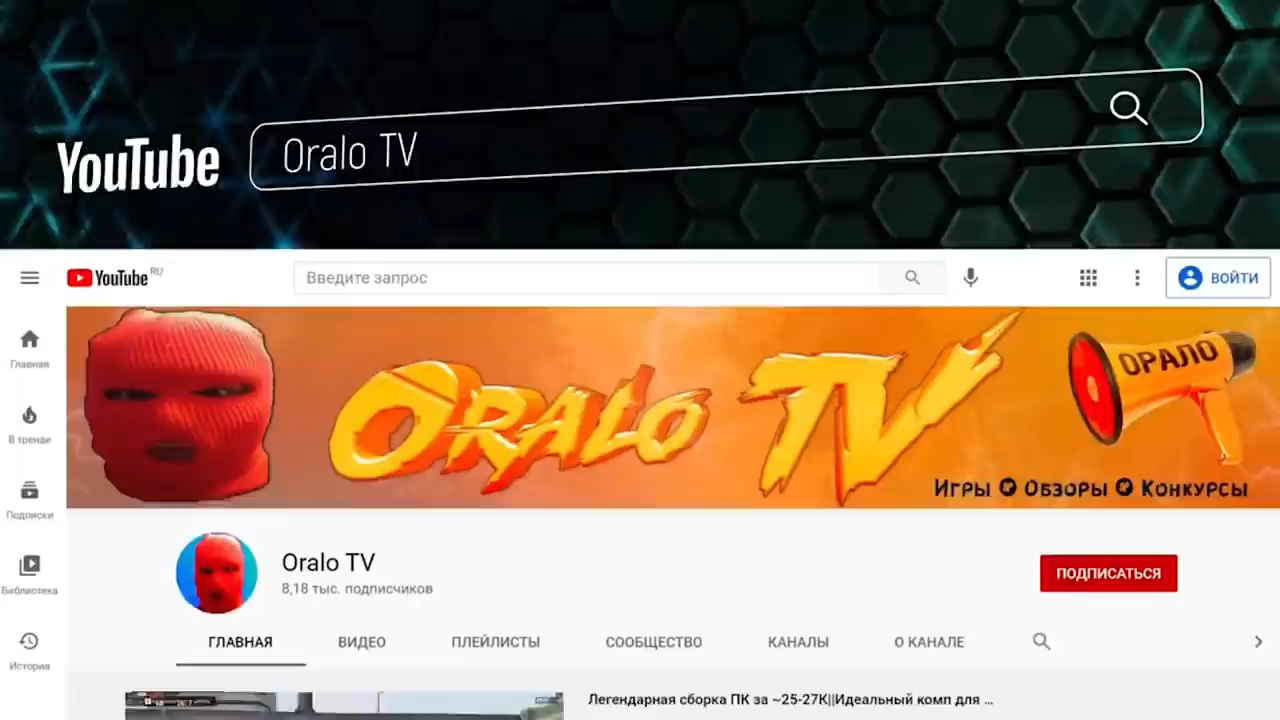 YouTube
Oralo TV
YouTube RU
Введите запрос
ВОЙТИ
Главная
В тренде
Подписки
Библиотека
История
ORALO TV
ОРАЛО
ИГРЫ ОБЗОРЫ КОНКУРСЫ
Oralo TV
8,18 тыс. подписчиков
ПОДПИСАТЬСЯ
ГЛАВНАЯ ВИДЕО ПЛЕЙЛИСТЫ СООБЩЕСТВО КАНАЛЫ О КАНАЛЕ
Легендарная сборка ПК за ~25-27К||Идеальный комп для ...